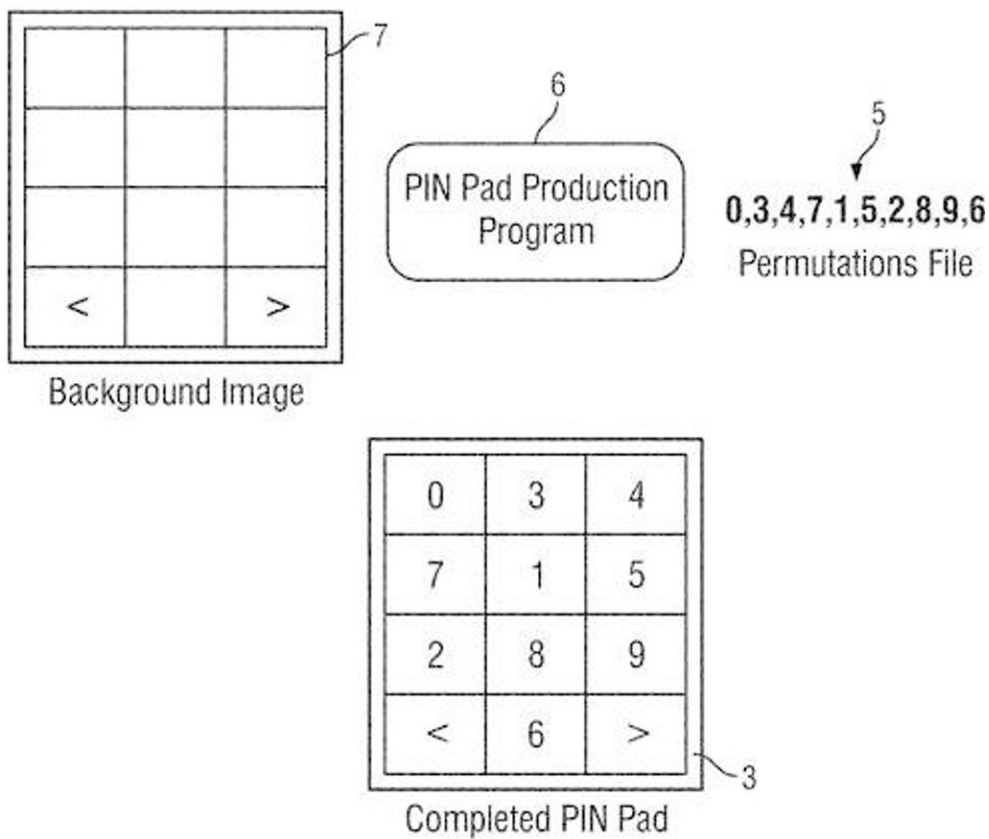 7
< >
Background Image
6
PIN Pad Production
Program
5
0,3,4,7,1,5,2,8,9,6
Permutations File
0 3 4
7 1 5
2 8 9
< 6 >
3
Completed PIN Pad